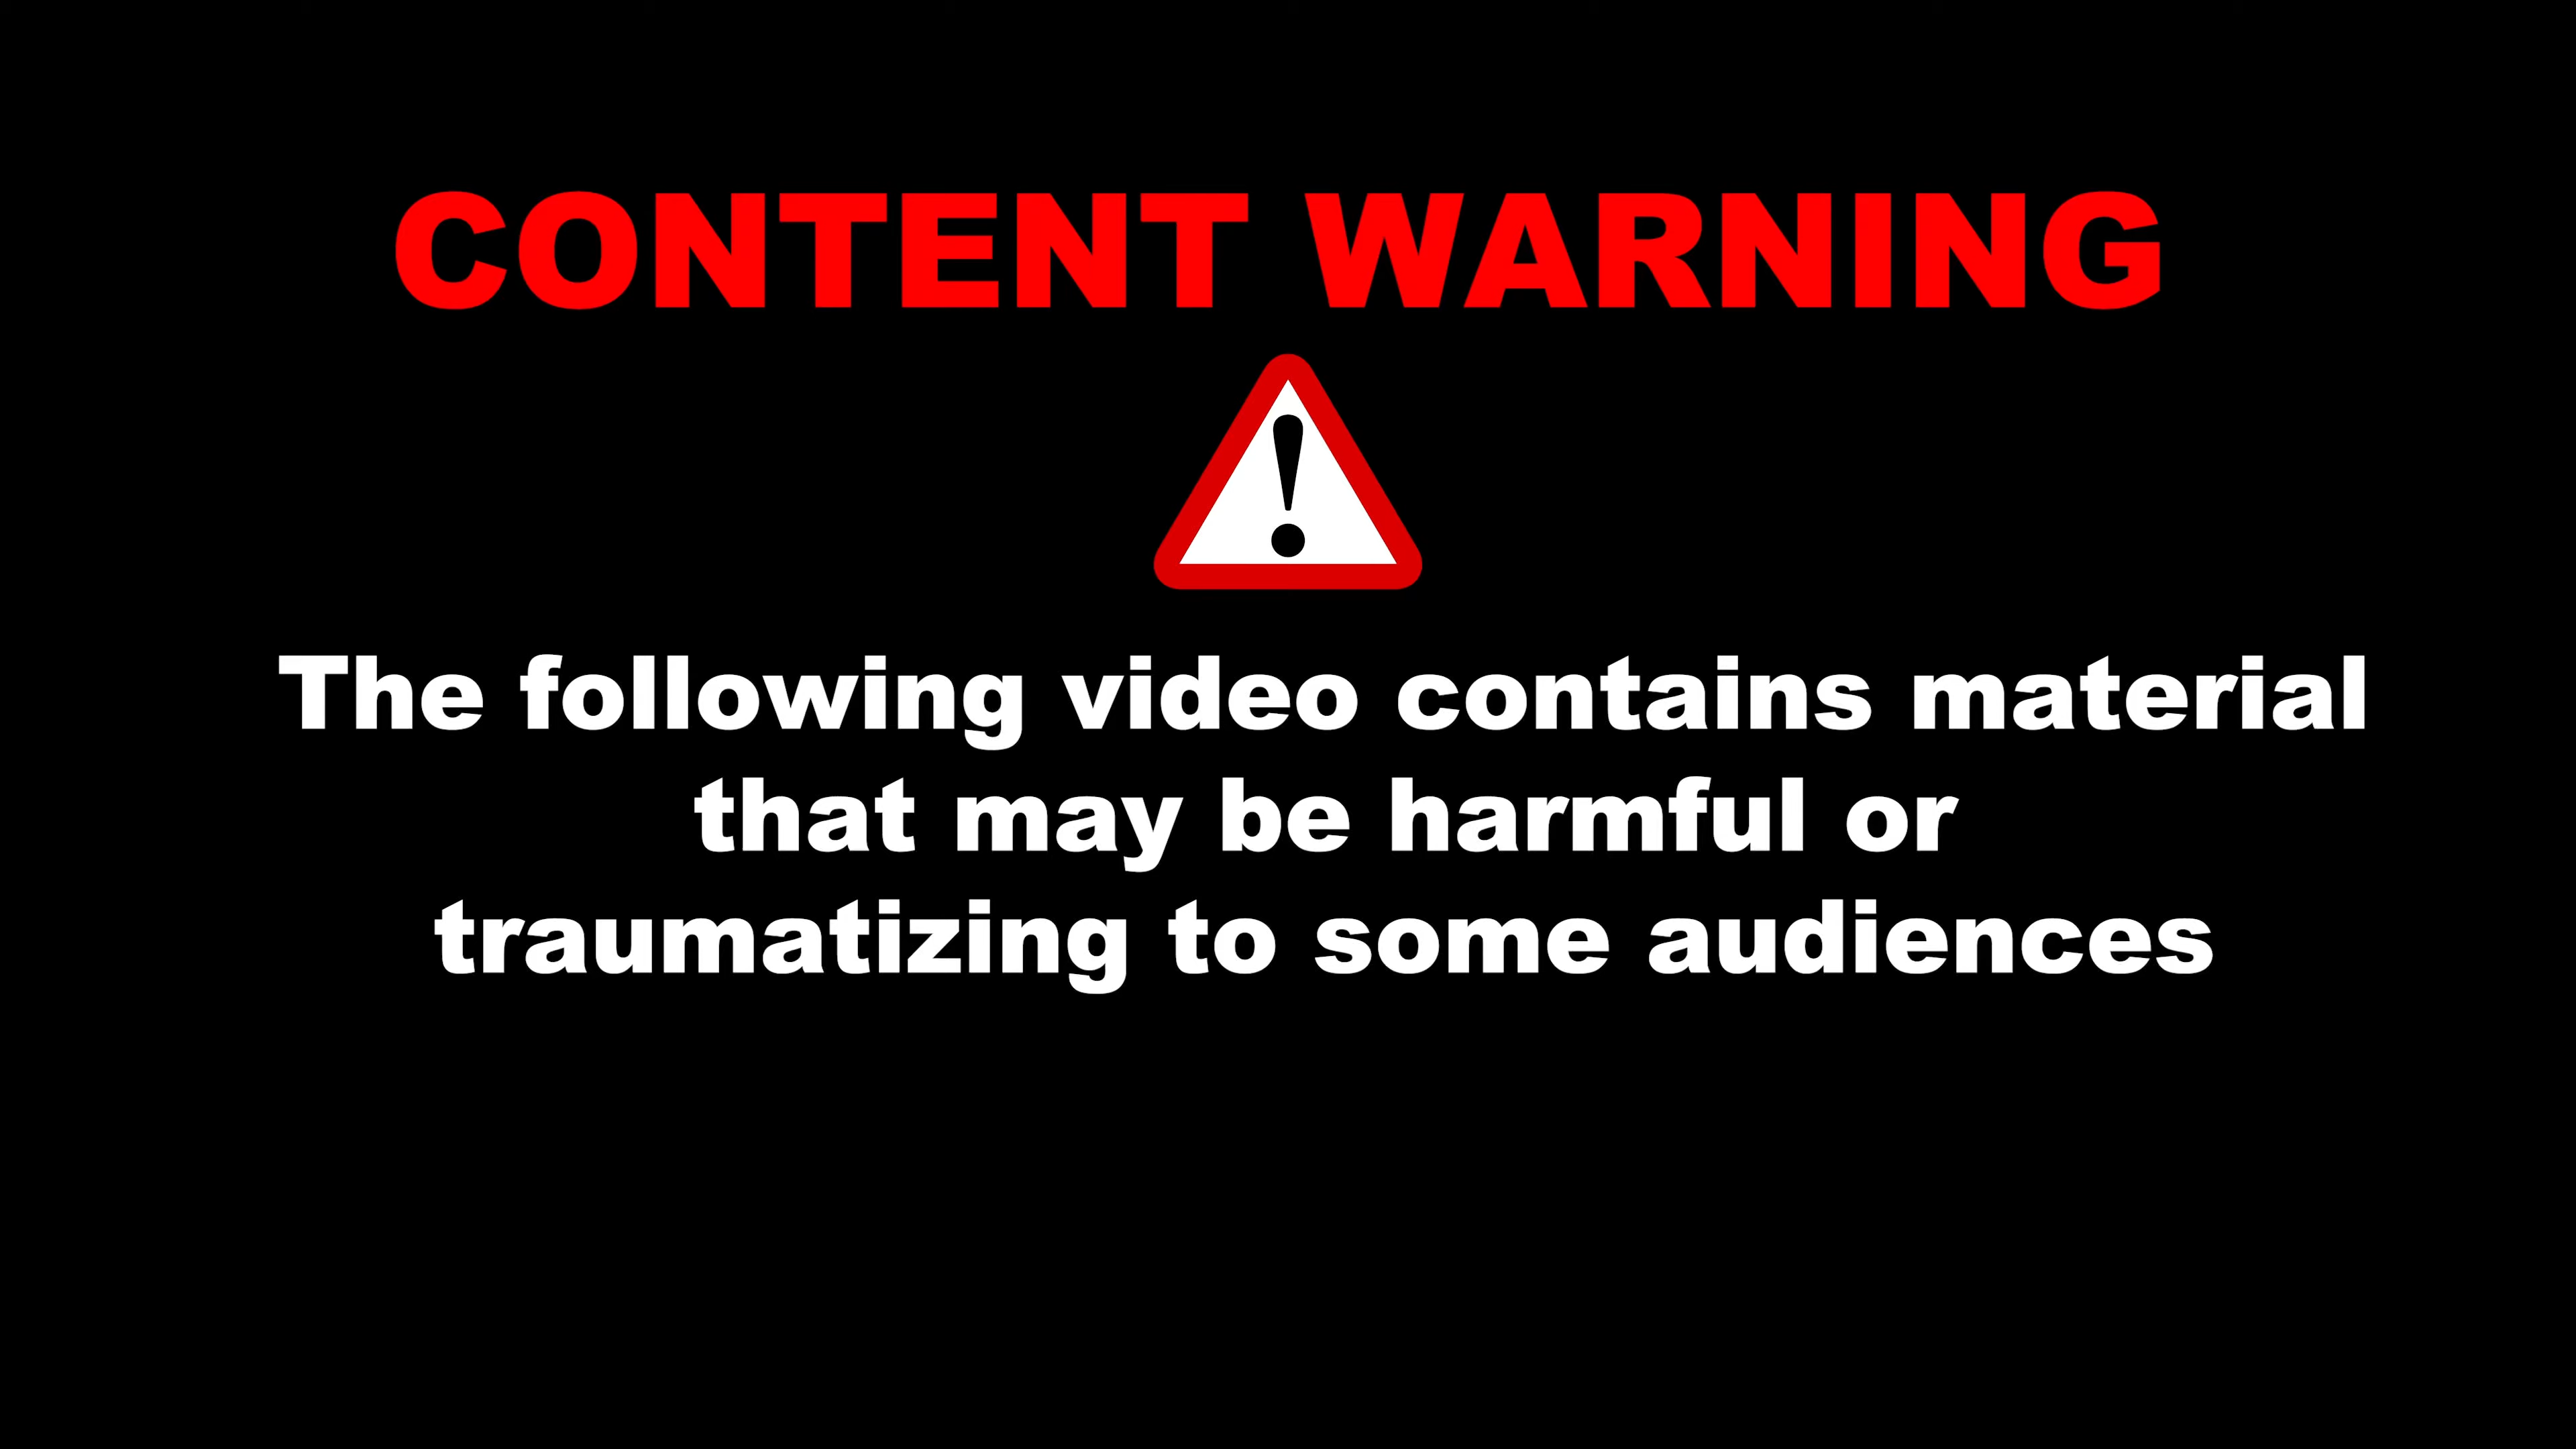 CONTENT WARNING
!
The following video contains material
that may be harmful or
traumatizing to some audiences